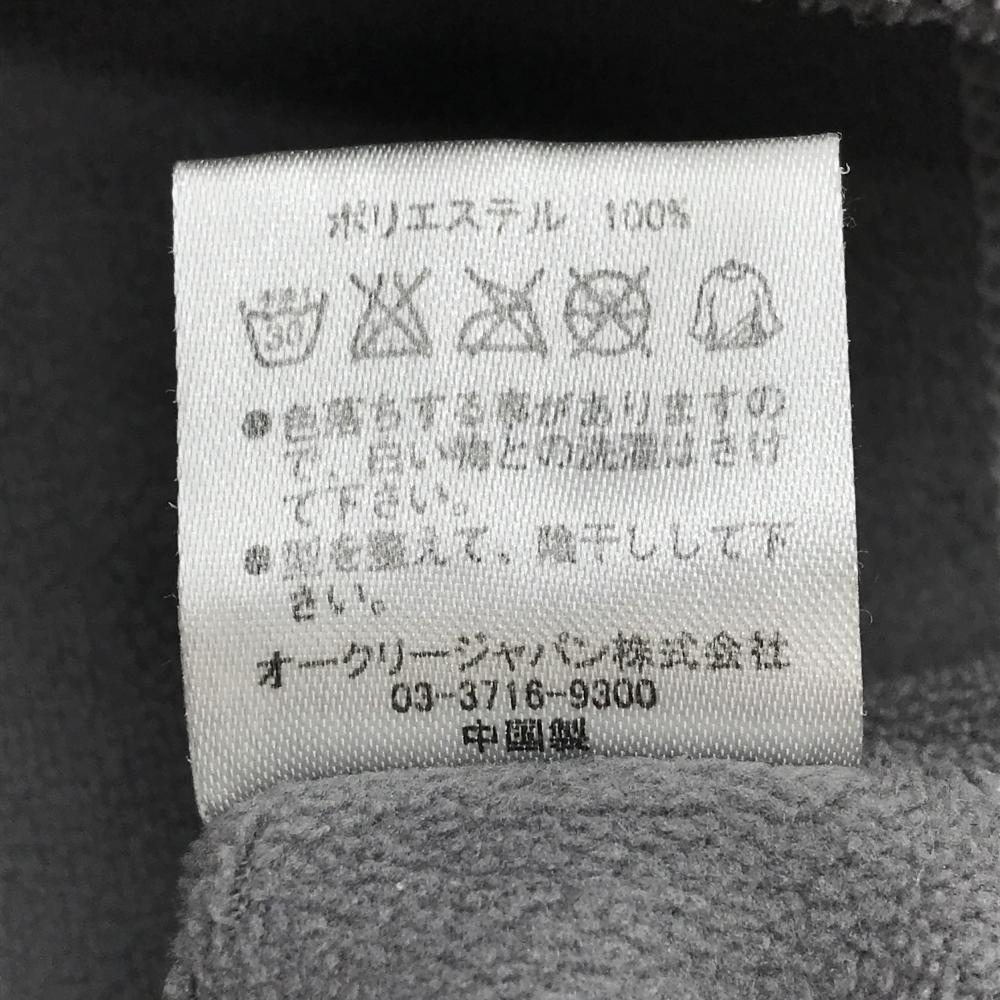 ポリエステル 100%
30
●色落ちする事がありますの
で、白い物との洗濯はさけ
て下さい。
●型を整えて、陰干しして下
さい。
オークリージャパン株式会社
03-3716-9300
中国製